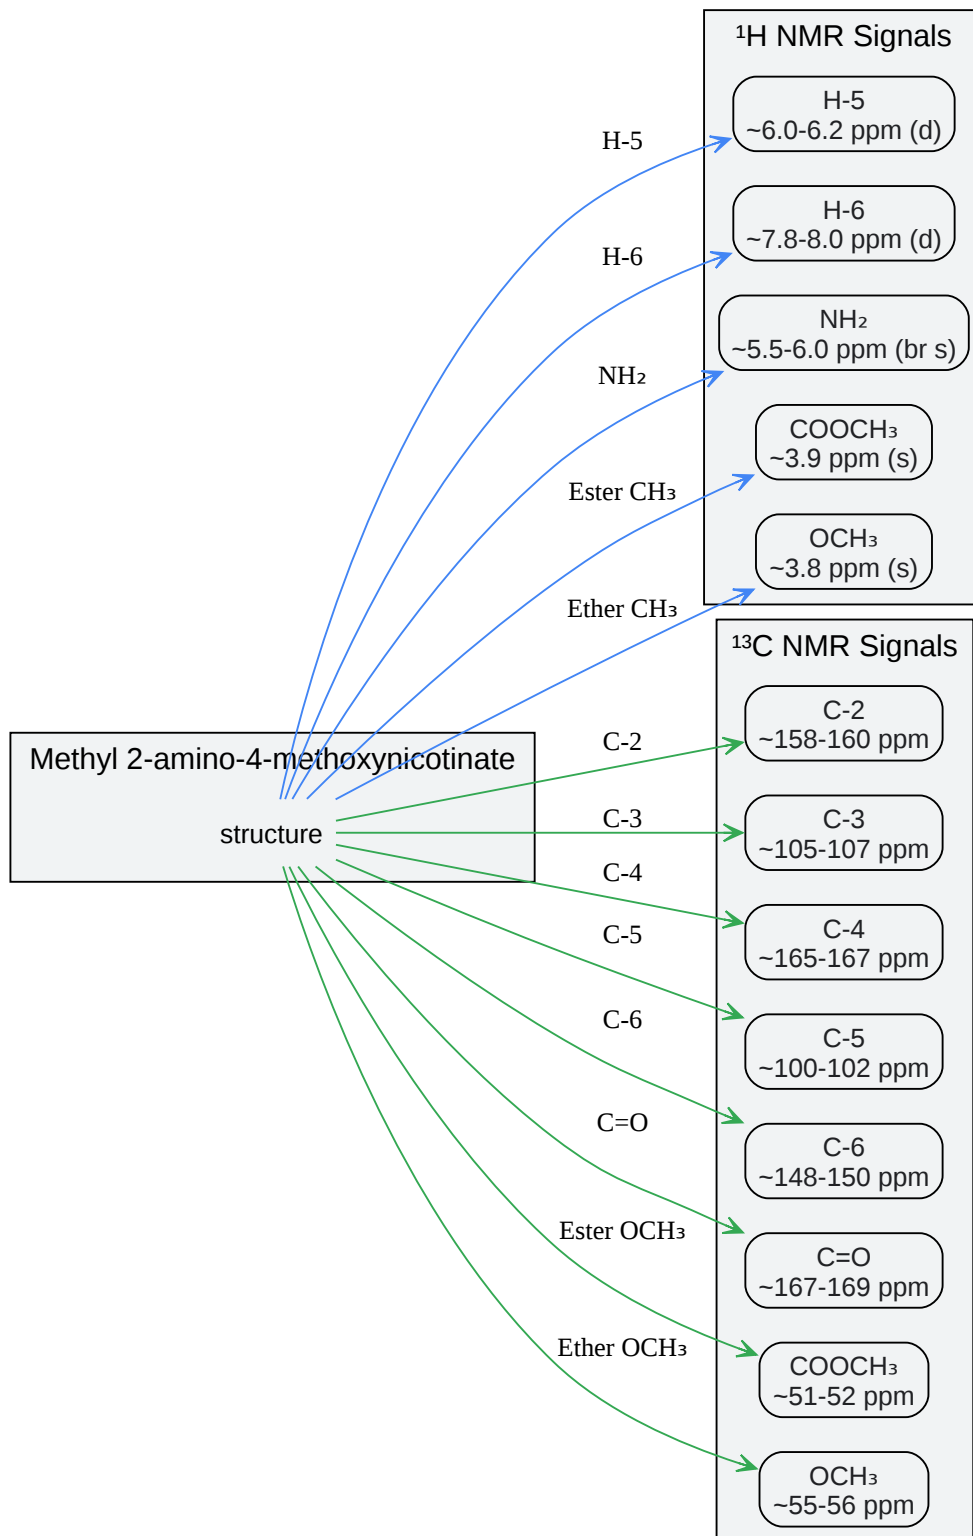 ¹H NMR Signals
H-5
~6.0-6.2 ppm (d)
H-5
H-6
~7.8-8.0 ppm (d)
H-6
NH₂
~5.5-6.0 ppm (br s)
NH₂
COOCH₃
~3.9 ppm (s)
Ester CH₃
OCH₃
~3.8 ppm (s)
Ether CH₃
¹³C NMR Signals
Methyl 2-amino-4-methoxynicotinate
structure
C-2
C-2
~158-160 ppm
C-3
C-3
~105-107 ppm
C-4
C-4
~165-167 ppm
C-5
C-5
~100-102 ppm
C-6
C-6
~148-150 ppm
C=O
C=O
~167-169 ppm
Ester OCH₃
COOCH₃
~51-52 ppm
Ether OCH₃
OCH₃
~55-56 ppm